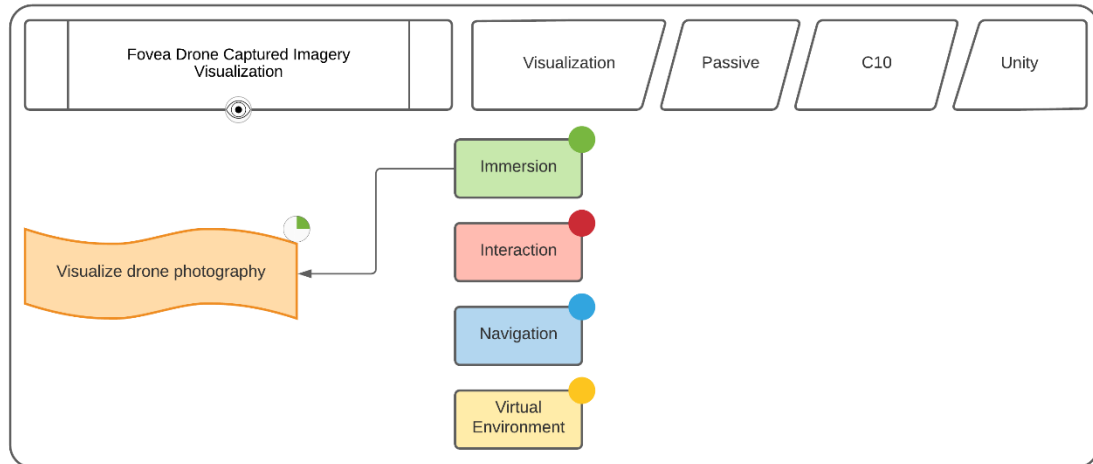 Fovea Drone Captured Imagery
Visualization
Visualization
Passive
C10
Unity
Immersion
Interaction
Visualize drone photography
Navigation
Virtual
Environment